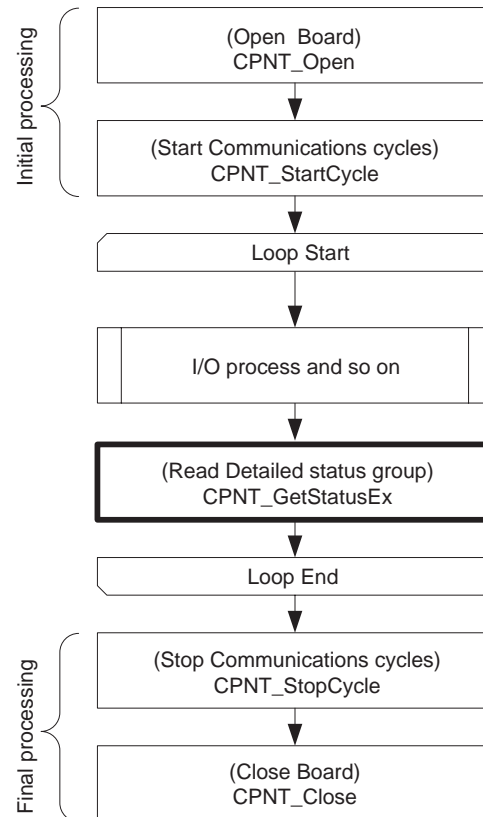 Initial processing
(Open Board)
CPNT_Open
(Start Communications cycles)
CPNT_StartCycle
Loop Start
I/O process and so on
(Read Detailed status group)
CPNT_GetStatusEx
Loop End
Final processing
(Stop Communications cycles)
CPNT_StopCycle
(Close Board)
CPNT_Close